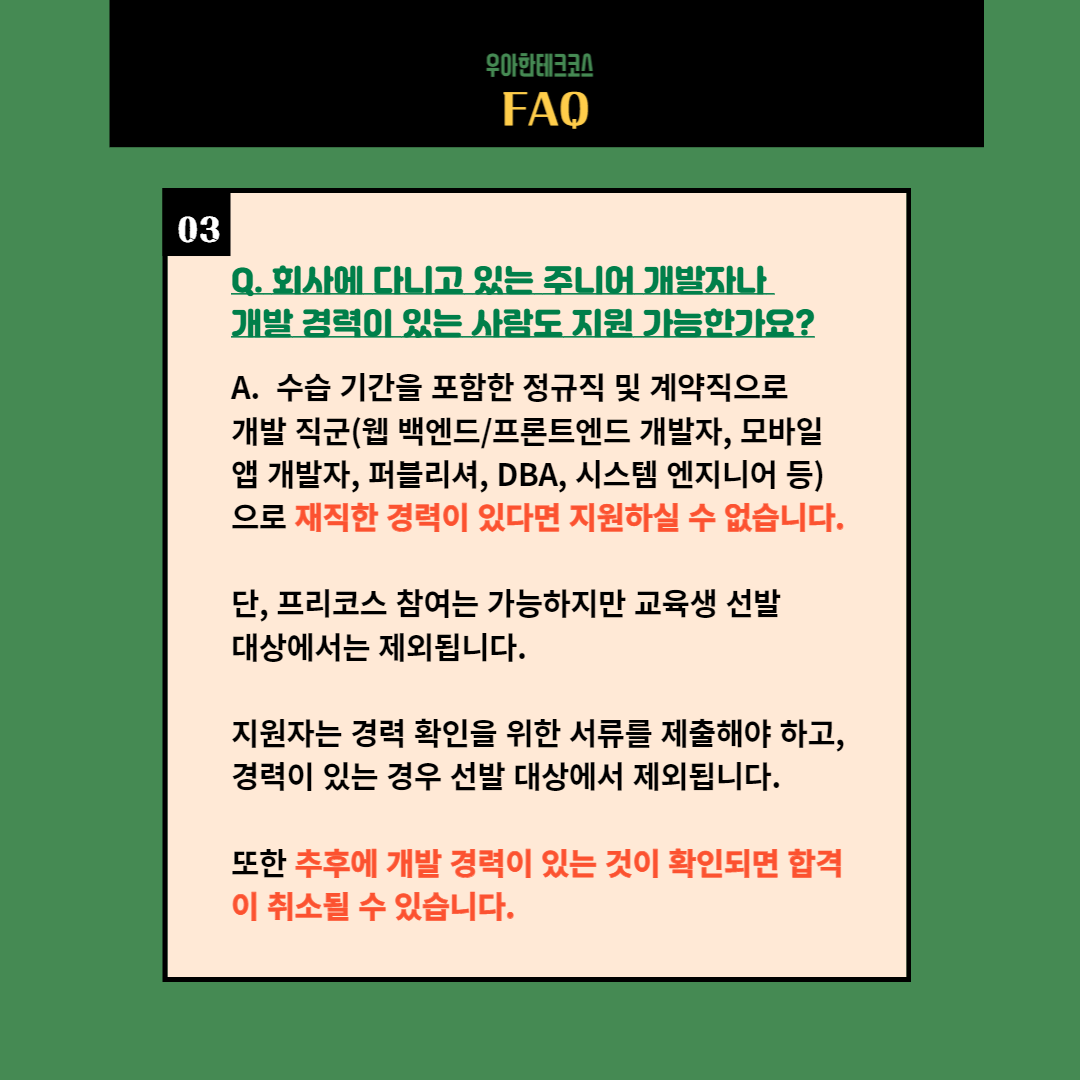 우아한테크코스
FAQ
03
Q. 회사에 다니고 있는 주니어 개발자나
개발 경력이 있는 사람도 지원 가능한가요?
A. 수습 기간을 포함한 정규직 및 계약직으로
개발 직군(웹 백엔드/프론트엔드 개발자, 모바일
앱 개발자, 퍼블리셔, DBA, 시스템 엔지니어 등)
으로 재직한 경력이 있다면 지원하실 수 없습니다.
단, 프리코스 참여는 가능하지만 교육생 선발
대상에서는 제외됩니다.
지원자는 경력 확인을 위한 서류를 제출해야 하고,
경력이 있는 경우 선발 대상에서 제외됩니다.
또한 추후에 개발 경력이 있는 것이 확인되면 합격
이 취소될 수 있습니다.